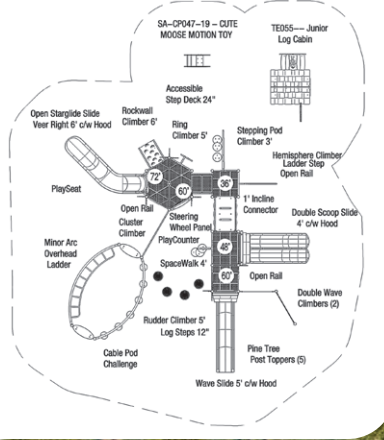 SA-CP047-19 - CUTE
MOOSE MOTION TOY
TE055-- Junior
Log Cabin
Accessible
Step Deck 24"
Open Starglide Slide
Veer Right 6' c/w Hood
Rockwall
Climber 6'
Ring
Climber 5'
Stepping Pod
Climber 3'
Hemisphere Climber
Ladder Step
Open Rail
PlaySeat
72'
60'
36'
1' Incline
Connector
Open Rail
Cluster
Climber
Steering
Wheel Panel
PlayCounter
Double Scoop Slide
4' c/w Hood
Minor Arc
Overhead
Ladder
48'
SpaceWalk 4'
60'
Open Rail
Double Wave
Climbers (2)
Rudder Climber 5'
Log Steps 12"
Cable Pod
Challenge
Pine Tree
Post Toppers (5)
Wave Slide 5' c/w Hood